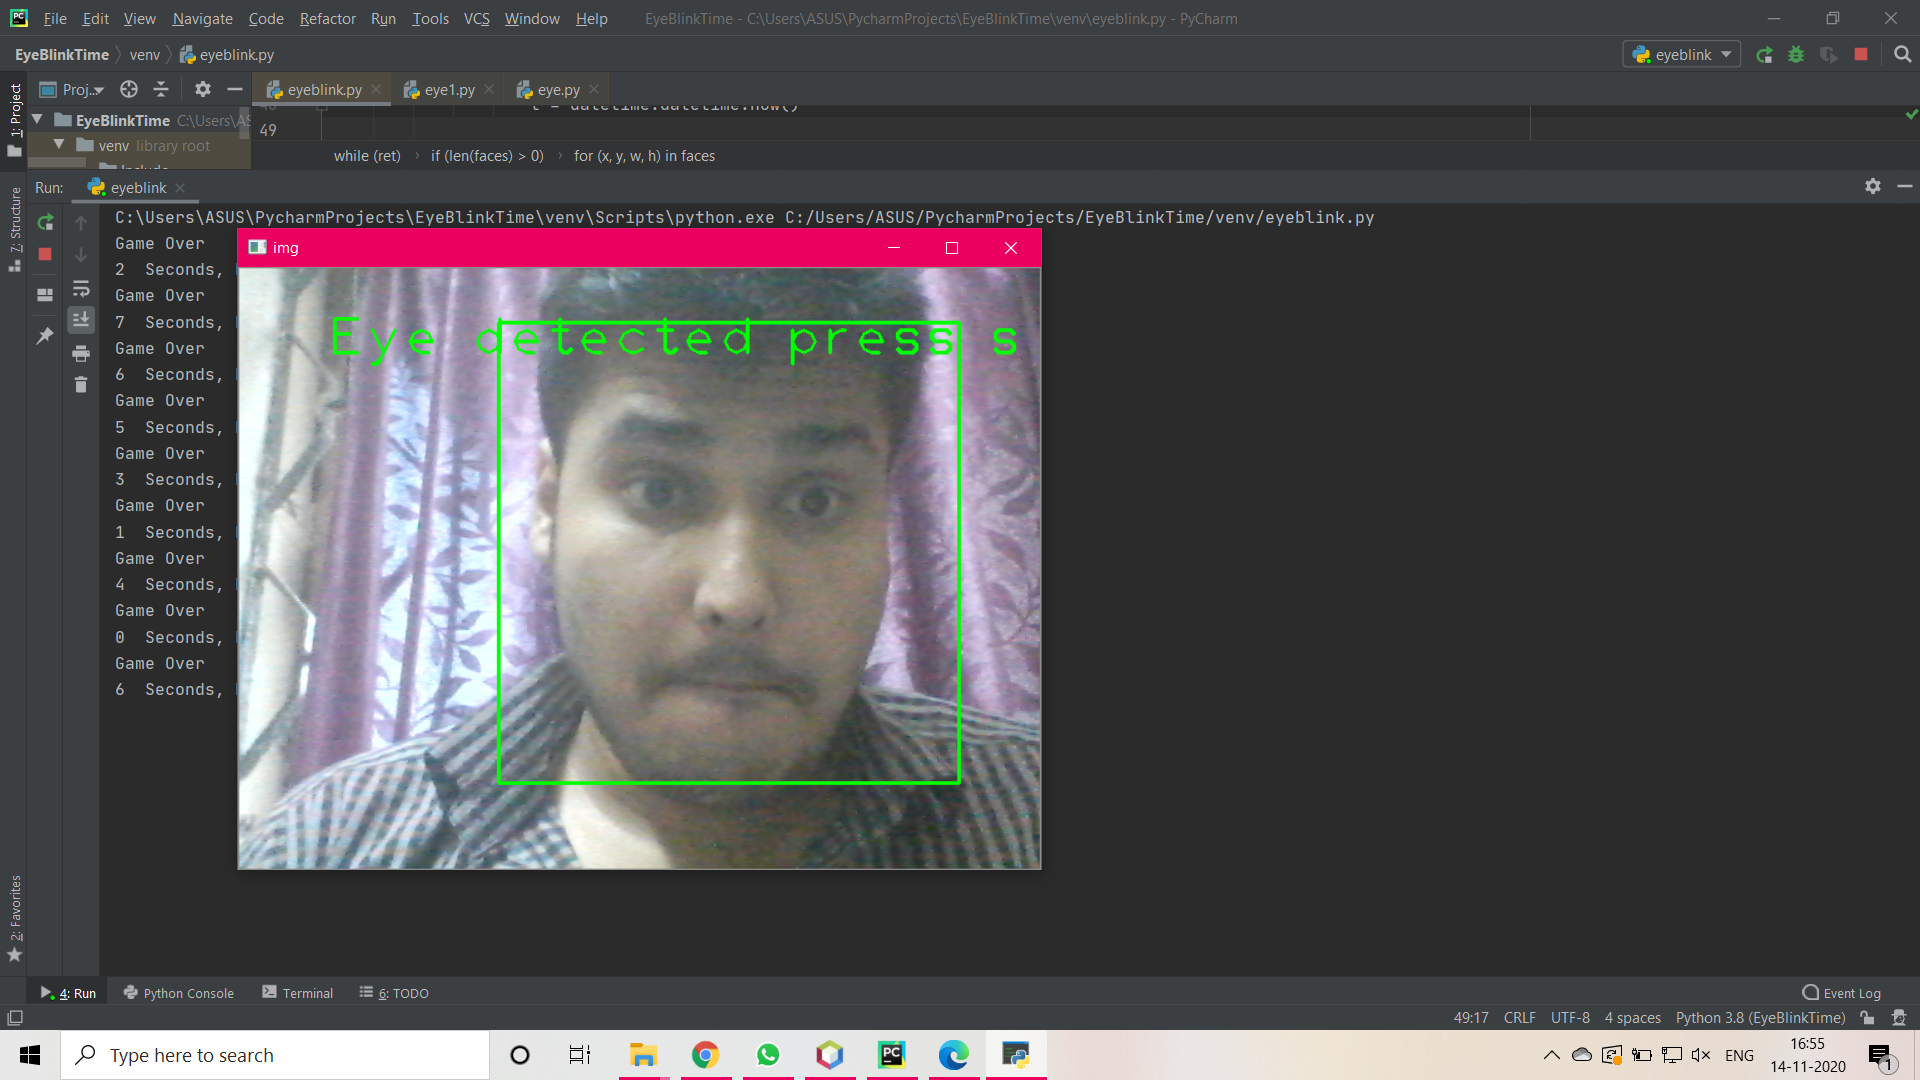 File Edit View Navigate Code Refactor Run Tools VCS Window Help EyeBlinkTime - C:\Users\ASUS\PycharmProjects\EyeBlinkTime\venv\eyeblink.py - PyCharm
EyeBlinkTime venv eyeblink.py eyeblink
1: Project Proj... eyeblink.py eye1.py eye.py
EyeBlinkTime C:\Users\AS
49
venv library root
while (ret) if (len(faces) > 0) for (x, y, w, h) in faces
Run: eyeblink
7: Structure
C:\Users\ASUS\PycharmProjects\EyeBlinkTime\venv\Scripts\python.exe C:/Users/ASUS/PycharmProjects/EyeBlinkTime/venv/eyeblink.py
Game Over
img
2 Seconds,
Game Over
7 Seconds,
Eye detected press s
Game Over
6 Seconds,
Game Over
5 Seconds,
Game Over
3 Seconds,
Game Over
1 Seconds,
Game Over
4 Seconds,
Game Over
0 Seconds,
Game Over
6 Seconds,
2: Favorites
4: Run Python Console Terminal 6: TODO Event Log
49:17 CRLF UTF-8 4 spaces Python 3.8 (EyeBlinkTime)
Type here to search
ENG
16:55
14-11-2020
1